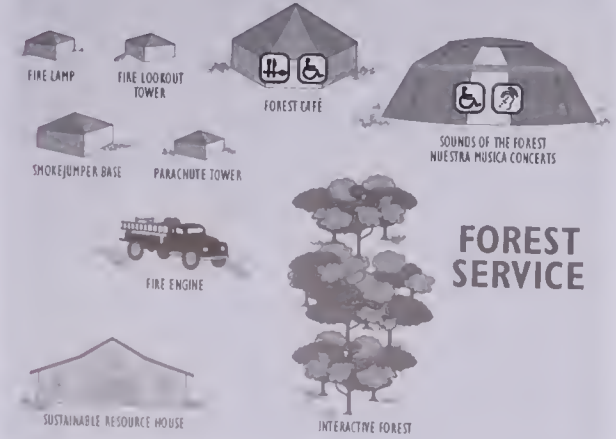 FIRE LAMP
FIRE LOOKOUT
TOWER
FOREST CAFÉ
SOUNDS OF THE FOREST
NUESTRA MUSICA CONCERTS
SMOKEJUMPER BASE
PARACHUTE TOWER
FIRE ENGINE
FOREST
SERVICE
SUSTAINABLE RESOURCE HOUSE
INTERACTIVE FOREST